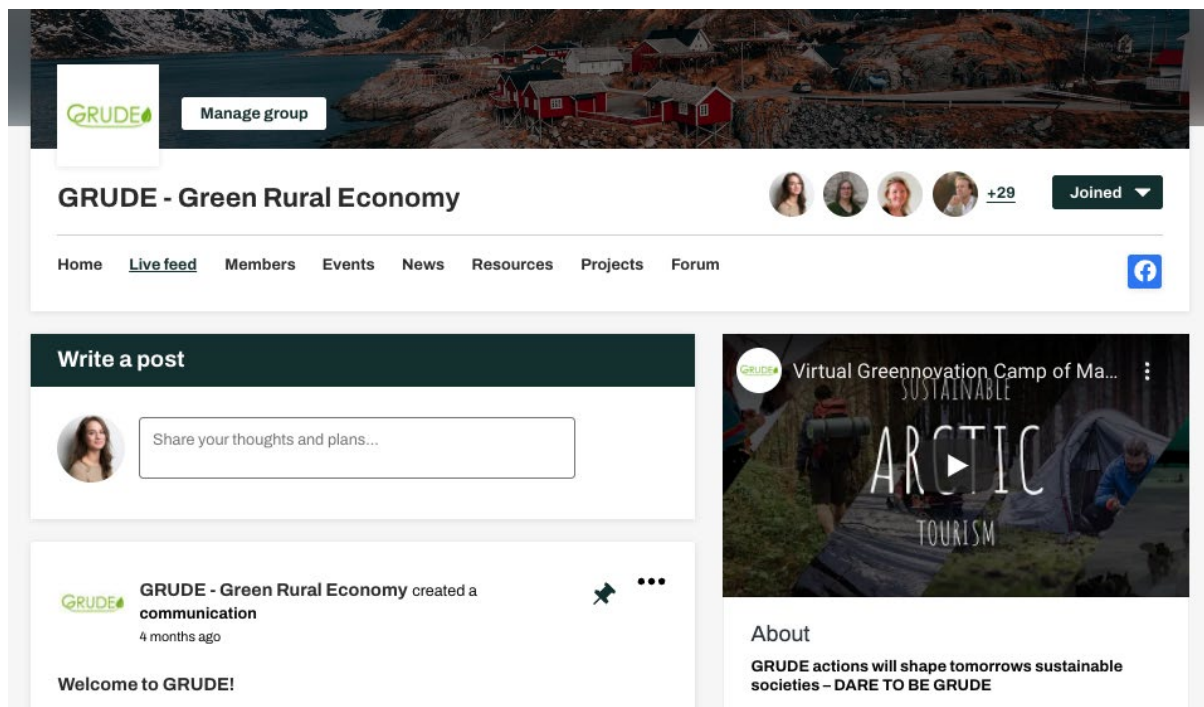 GRUDE
Manage group
GRUDE - Green Rural Economy
+29
Joined
Home Live feed Members Events News Resources Projects Forum
Write a post
Share your thoughts and plans...
GRUDE
GRUDE - Green Rural Economy created a
communication
4 months ago
Welcome to GRUDE!
GRUDE
Virtual Greennovation Camp of Ma...
SUSTAINABLE
ARCTIC
TOURISM
About
GRUDE actions will shape tomorrows sustainable
societies – DARE TO BE GRUDE